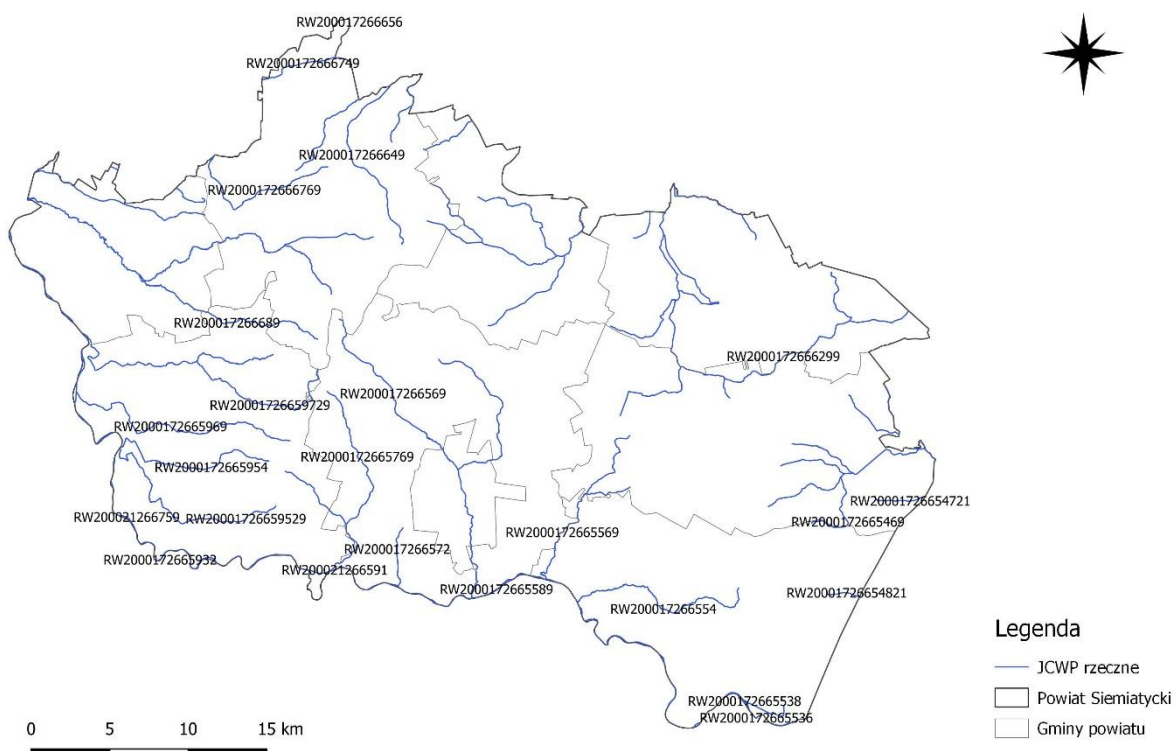 RW200017266656
RW2000172666749
RW200017266649
RW2000172666769
RW200017266689
RW2000172666299
RW200017266569
RW20001726659729
RW2000172665969
RW2000172665769
RW2000172665954
RW20001726654721
RW200021266759
RW20001726659529
RW2000172665469
RW2000172665569
RW200017266572
RW2000172665932
RW200021266591
RW2000172665589
RW20001726654821
RW200017266554
RW2000172665538
RW2000172665536
Legenda
JCWP rzeczne
Powiat Siemiatycki
Gminy powiatu
0 5 10 15 km